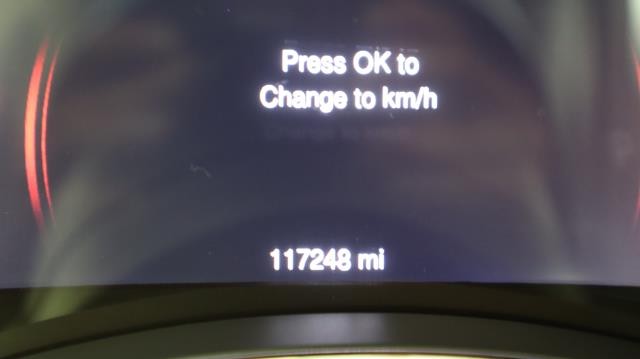 Press OK to
Change to km/h
117248 mi